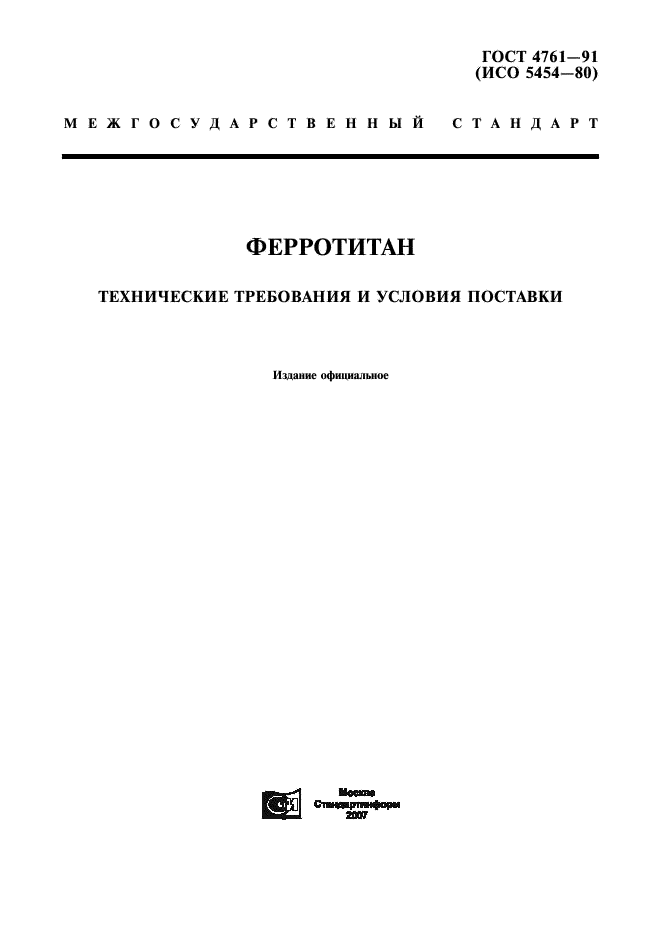 ГОСТ 4761—91
(ИСО 5454—80)
МЕЖГОСУДАРСТВЕННЫЙ СТАНДАРТ
ФЕРРОТИТАН
ТЕХНИЧЕСКИЕ ТРЕБОВАНИЯ И УСЛОВИЯ ПОСТАВКИ
Издание официальное
Москва
Стандартинформ
2007